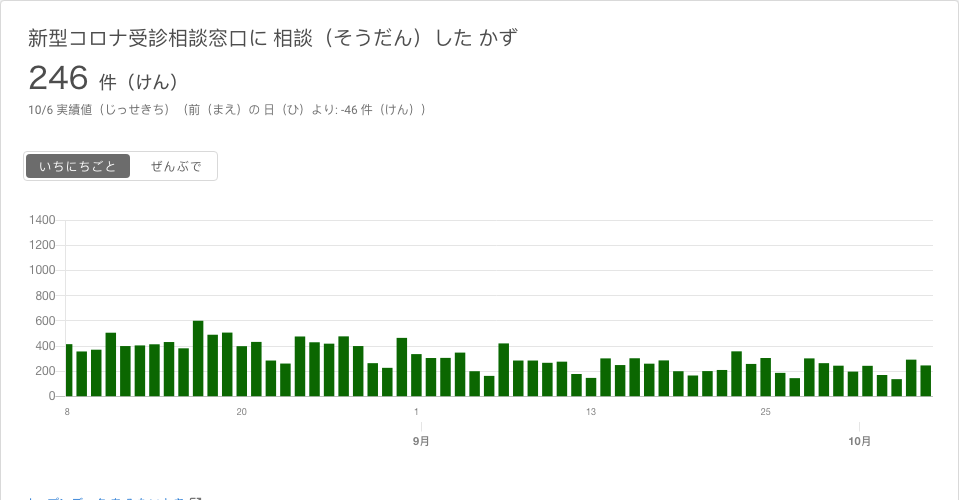 新型コロナ受診相談窓口に 相談（そうだん）した かず
246 件（けん）
10/6 実績値（じっせきち）（前（まえ）の 日（ひ）より: -46 件（けん））
いちにちごと ぜんぶで
1400
1200
1000
800
600
400
200
0
8 20 1 13 25
9月 10月